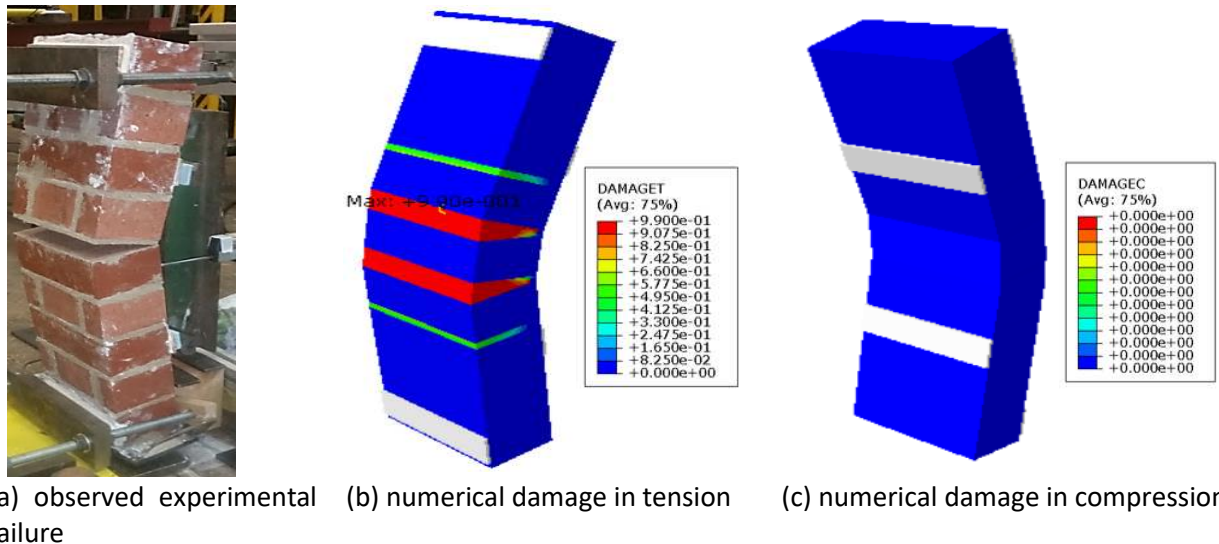 Max:
DAMAGET
(Avg: 75%)
+9.900e-01
+9.075e-01
+8.250e-01
+7.425e-01
+6.600e-01
+5.775e-01
+4.950e-01
+4.125e-01
+3.300e-01
+2.475e-01
+1.650e-01
+8.250e-02
+0.000e+00
DAMAGEC
(Avg: 75%)
+0.000e+00
+0.000e+00
+0.000e+00
+0.000e+00
+0.000e+00
+0.000e+00
+0.000e+00
+0.000e+00
+0.000e+00
+0.000e+00
+0.000e+00
+0.000e+00
+0.000e+00
a) observed experimental
ailure
(b) numerical damage in tension
(c) numerical damage in compression